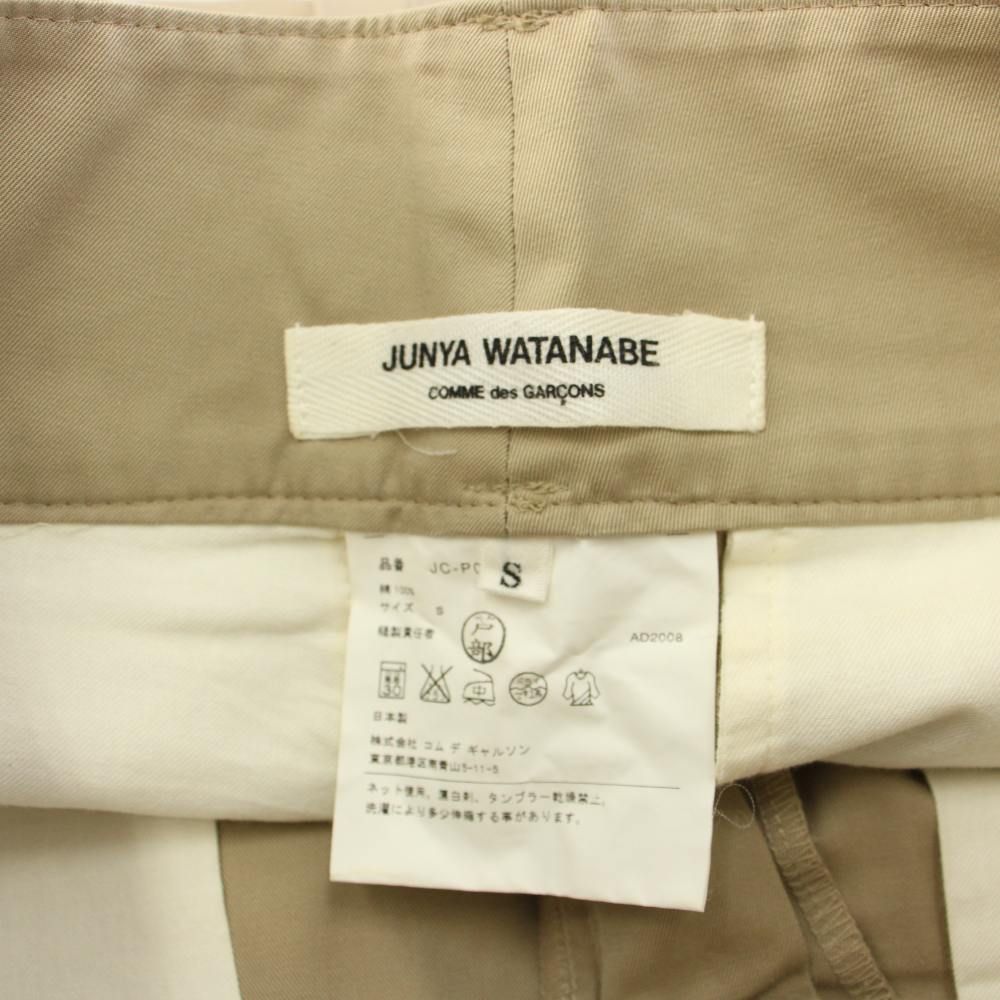 JUNYA WATANABE
COMME des GARÇONS
品番 JC-P
S
綿 100%
サイズ S
縫製責任者 戸部 AD2008
30 中
日本製
株式会社 コム デ ギャルソン
東京都港区南青山5-11-5
ネット使用。漂白剤、タンブラー乾燥禁止。
洗濯により多少伸縮する事があります。